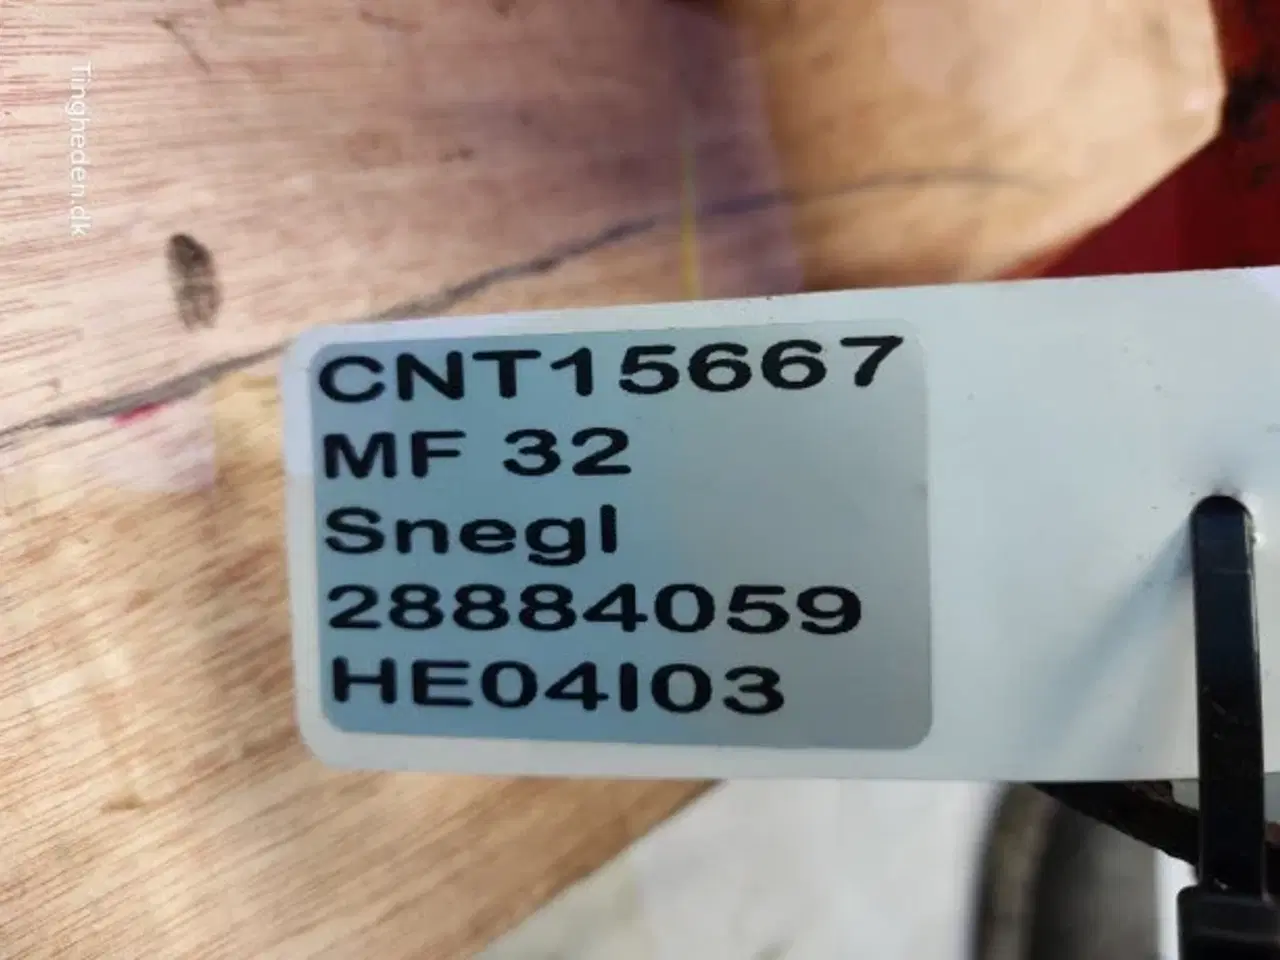 Tingheden.dk
CNT15667
MF 32
Snegl
28884059
HE04I03